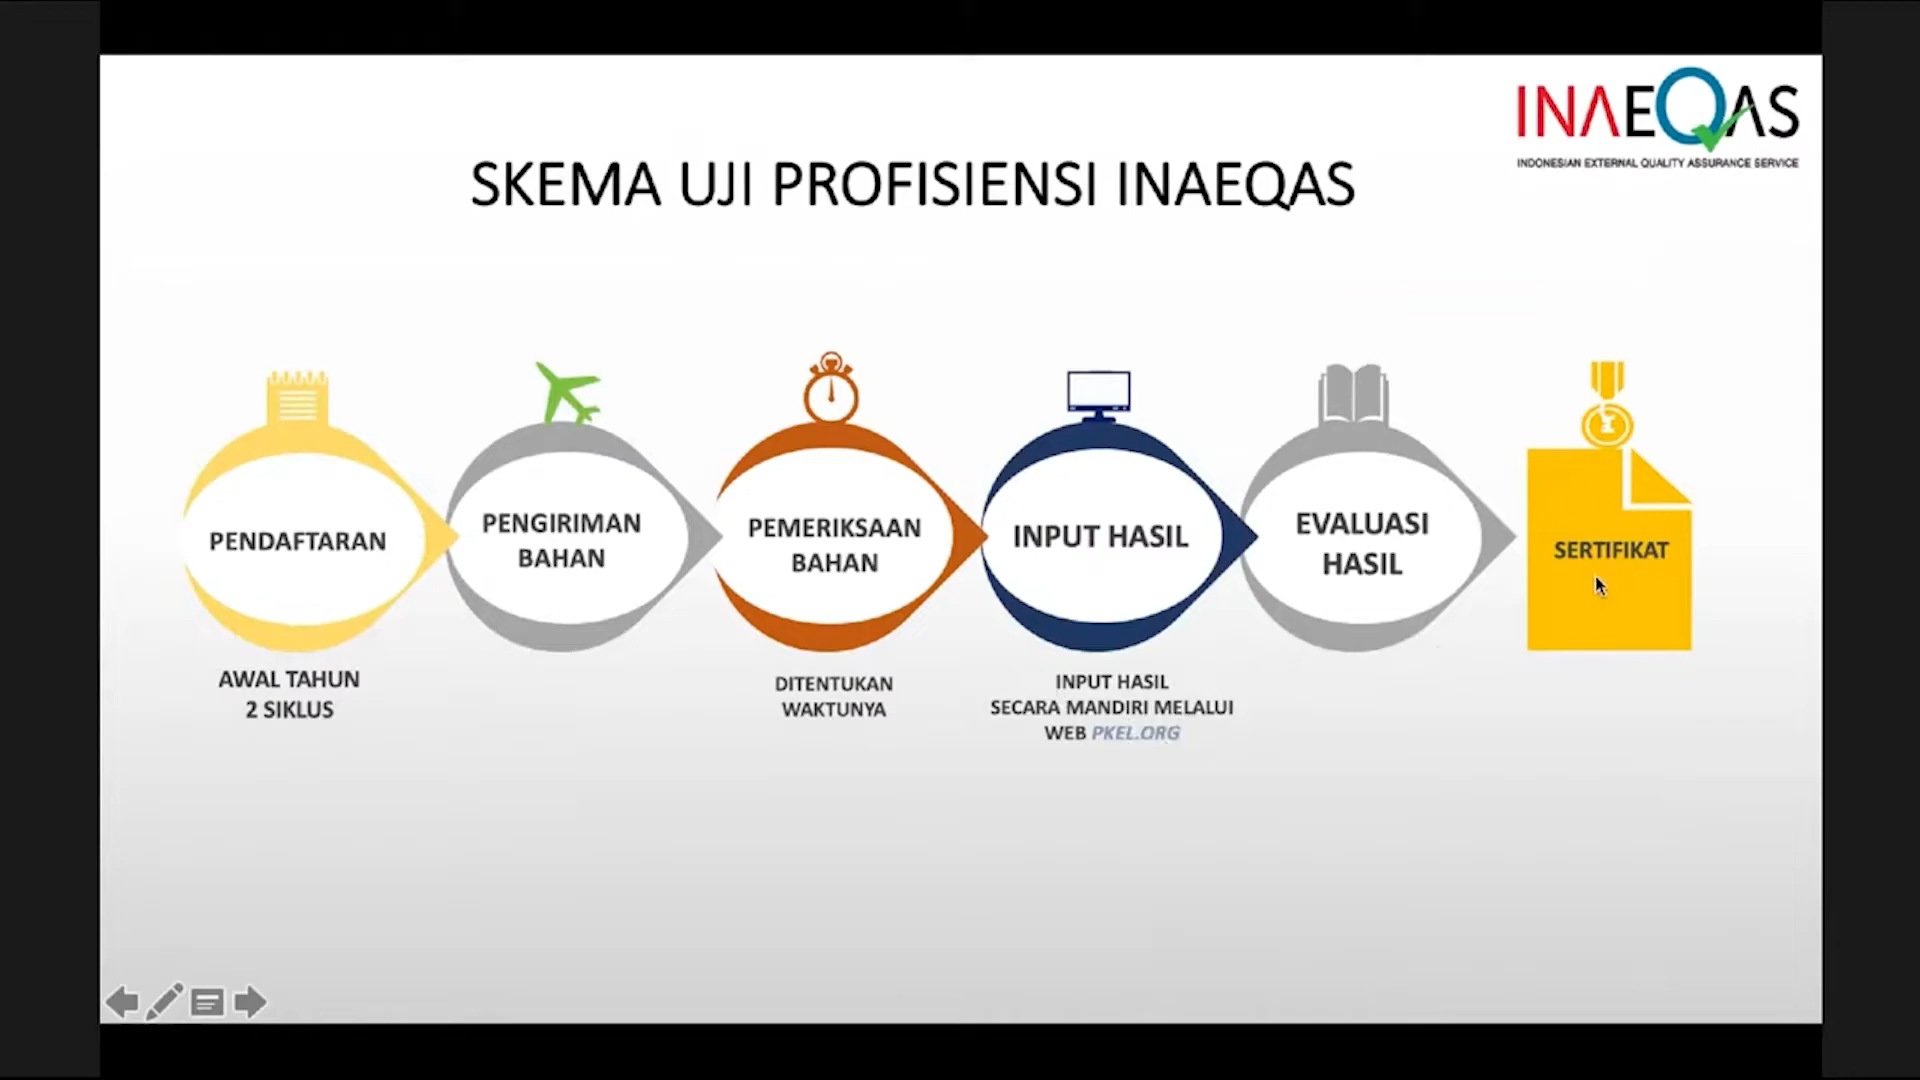 INAEQAS
INDONESIAN EXTERNAL QUALITY ASSURANCE SERVICE
SKEMA UJI PROFISIENSI INAEQAS
PENDAFTARAN
AWAL TAHUN
2 SIKLUS
PENGIRIMAN
BAHAN
PEMERIKSAAN
BAHAN
DITENTUKAN
WAKTUNYA
INPUT HASIL
INPUT HASIL
SECARA MANDIRI MELALUI
WEB PKEL.ORG
EVALUASI
HASIL
SERTIFIKAT